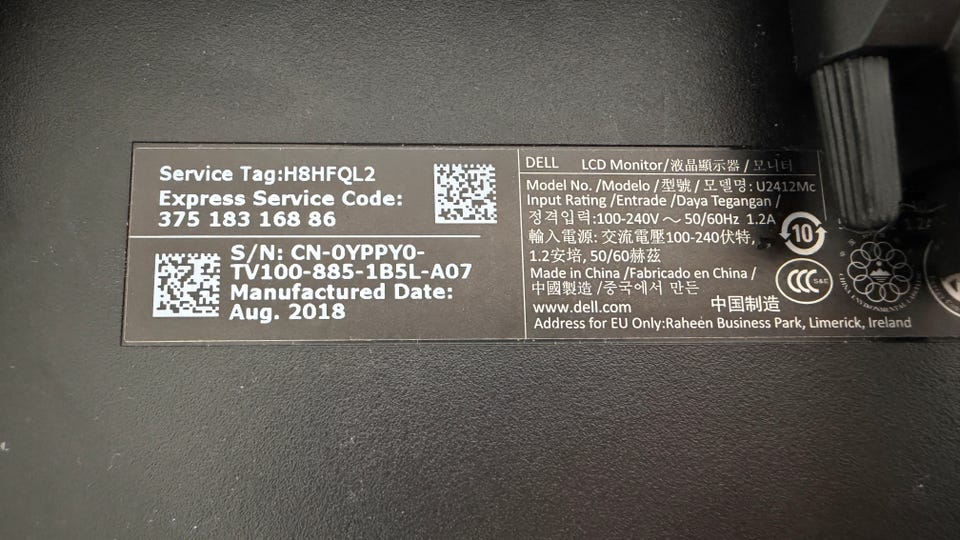 Service Tag:H8HFQL2
Express Service Code:
375 183 168 86
S/N: CN-0YPPY0-
TV100-885-1B5L-A07
Manufactured Date:
Aug. 2018
DELL LCD Monitor/液晶顯示器 / 모니터
Model No. /Modelo /型號 / 모델명: U2412Mc
Input Rating /Entrade /Daya Tegangan /
정격입력:100-240V ～ 50/60Hz 1.2A
輸入電源: 交流電壓100-240伏特,
1.2安培, 50/60赫茲
Made in China /Fabricado en China /
中國製造 /중국에서 만든
www.dell.com 中国制造
Address for EU Only:Raheen Business Park, Limerick, Ireland
10
S&E